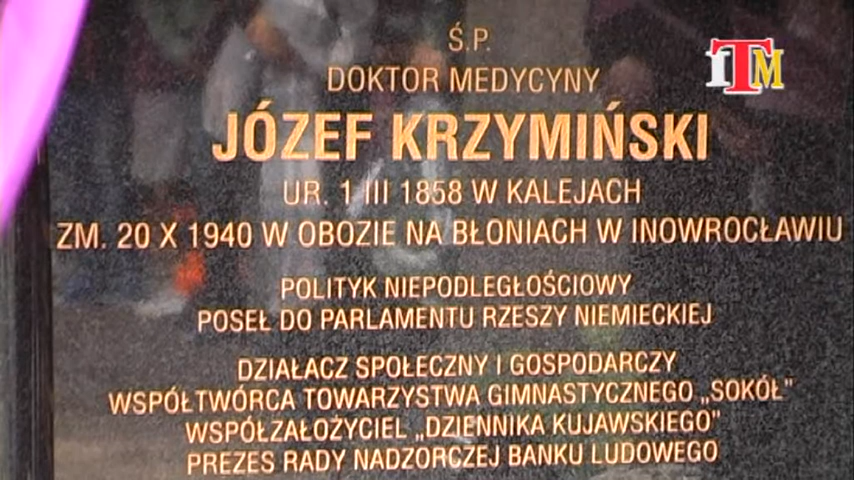 Ś.P.
DOKTOR MEDYCYNY
JÓZEF KRZYMIŃSKI
UR. 1 III 1858 W KALEJACH
ZM. 20 X 1940 W OBOZIE NA BŁONIACH W INOWROCŁAWIU
POLITYK NIEPODLEGŁOŚCIOWY
POSEŁ DO PARLAMENTU RZESZY NIEMIECKIEJ
DZIAŁACZ SPOŁECZNY I GOSPODARCZY
WSPÓŁTWÓRCA TOWARZYSTWA GIMNASTYCZNEGO „SOKÓŁ”
WSPÓŁZAŁOŻYCIEL „DZIENNIKA KUJAWSKIEGO”
PREZES RADY NADZORCZEJ BANKU LUDOWEGO
ITM